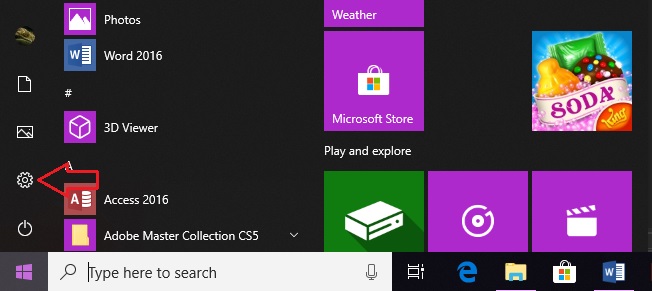 Photos
Word 2016
#
3D Viewer
A
Access 2016
Adobe Master Collection CS5
Weather
Microsoft Store
SODA
King
Play and explore
Type here to search